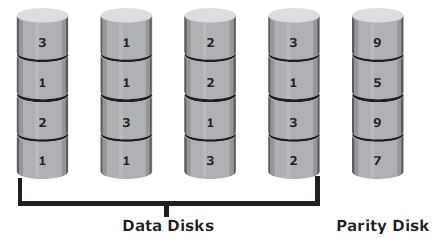 3 1 2 3 9
1 1 2 1 5
2 3 1 3 9
1 1 3 2 7
Data Disks Parity Disk